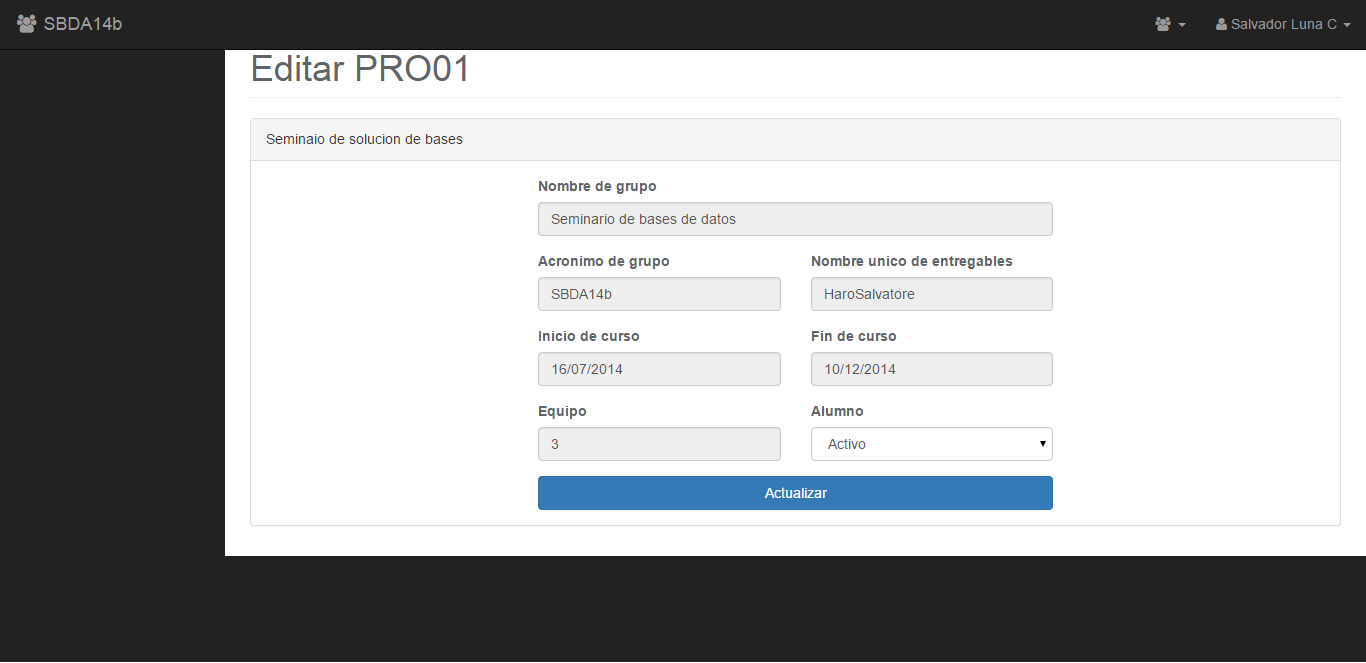 SBDA14b
Salvador Luna C
Editar PRO01
Seminaio de solucion de bases
Nombre de grupo
Seminario de bases de datos
Acronimo de grupo
Nombre unico de entregables
SBDA14b
HaroSalvatore
Inicio de curso
Fin de curso
16/07/2014
10/12/2014
Equipo
Alumno
3
Activo
Actualizar